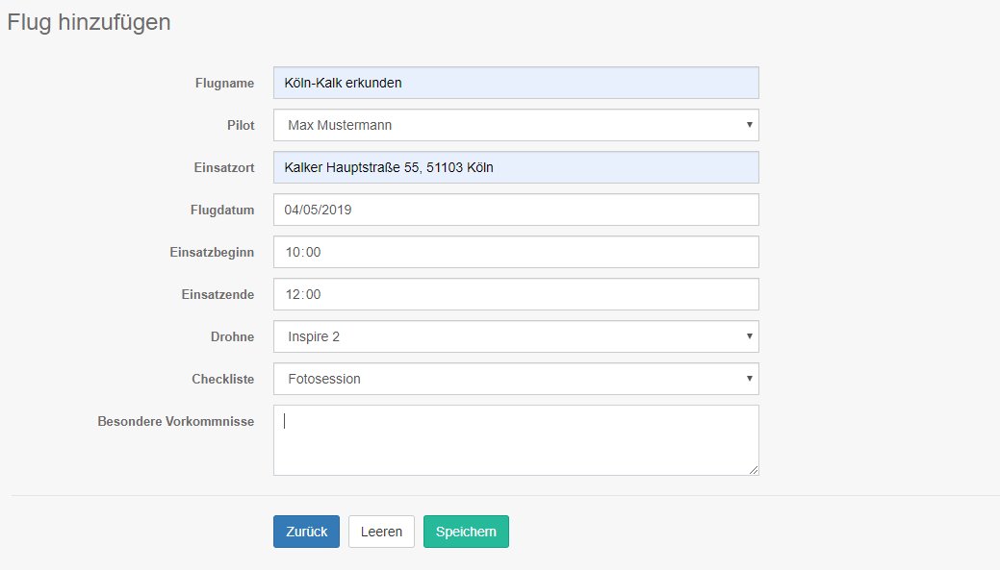 Flug hinzufügen
Flugname Köln-Kalk erkunden
Pilot Max Mustermann
Einsatzort Kalker Hauptstraße 55, 51103 Köln
Flugdatum 04/05/2019
Einsatzbeginn 10:00
Einsatzende 12:00
Drohne Inspire 2
Checkliste Fotosession
Besondere Vorkommnisse
Zurück Leeren Speichern